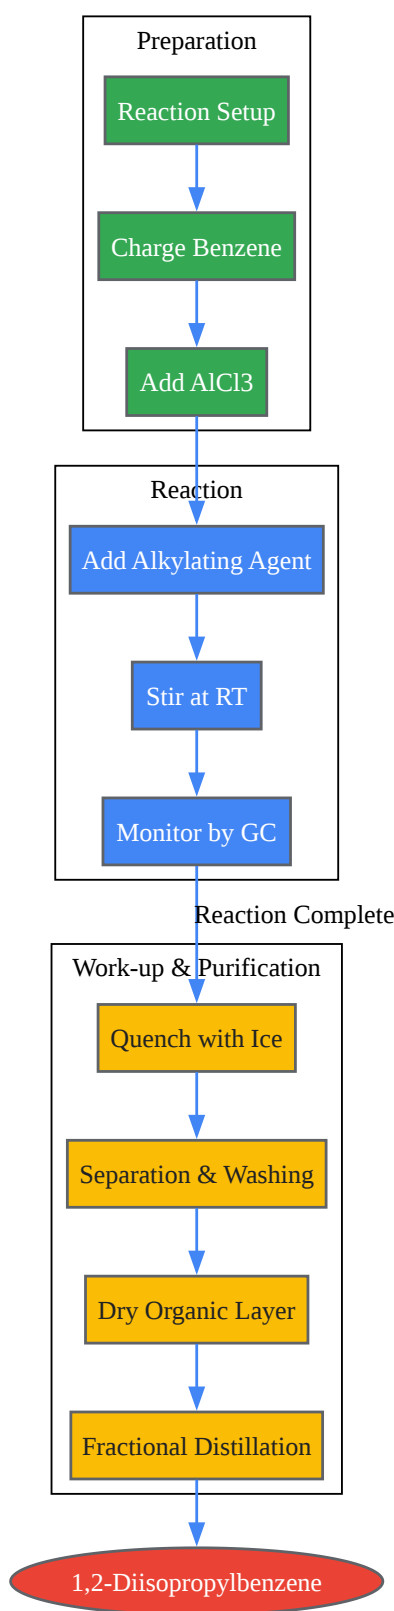 Preparation
Reaction Setup
Charge Benzene
Add AlCl3
Reaction
Add Alkylating Agent
Stir at RT
Monitor by GC
Reaction Complete
Work-up & Purification
Quench with Ice
Separation & Washing
Dry Organic Layer
Fractional Distillation
1,2-Diisopropylbenzene